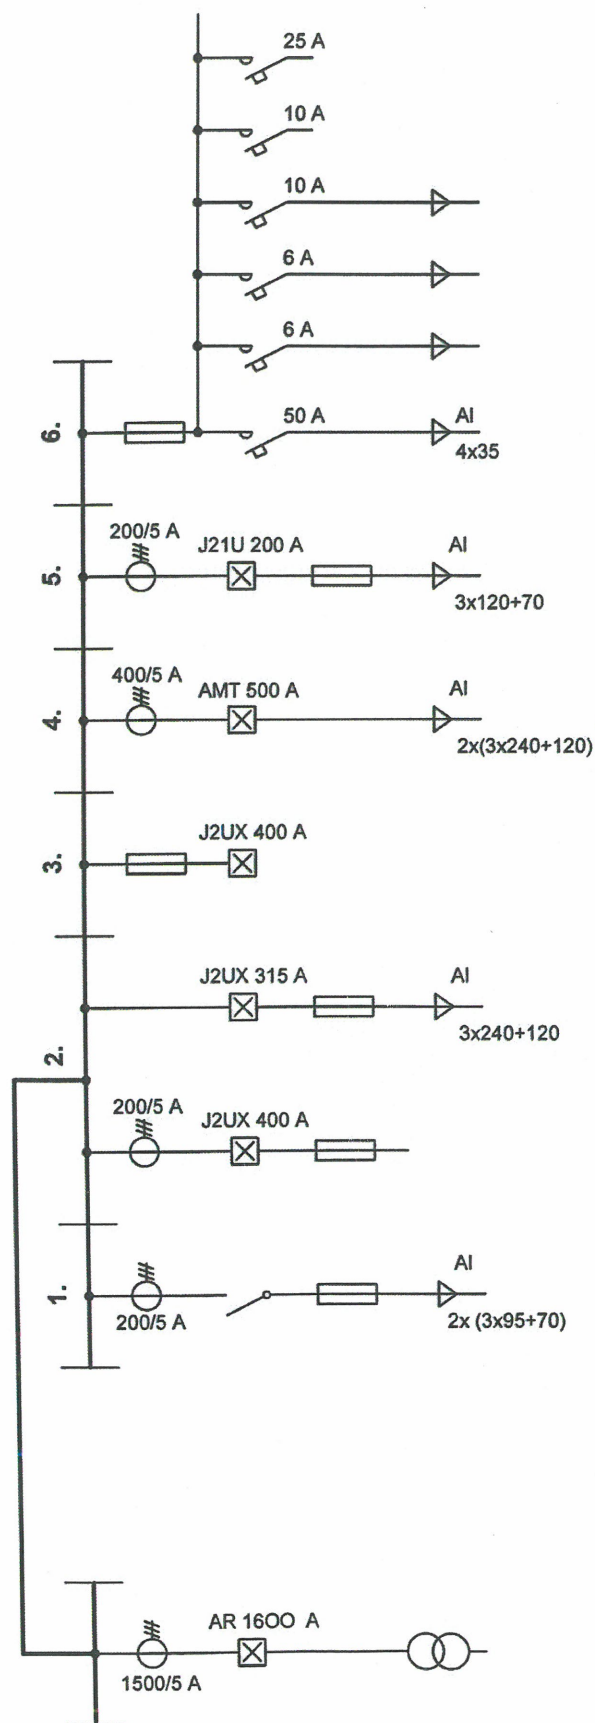 25 A
10 A
10 A
6 A
6 A
6.
50 A
Al
4x35
200/5 A
5.
J21U 200 A
Al
3x120+70
400/5 A
4.
AMT 500 A
Al
2x(3x240+120)
3.
J2UX 400 A
J2UX 315 A
Al
3x240+120
2.
200/5 A
J2UX 400 A
1.
200/5 A
Al
2x (3x95+70)
AR 16OO A
1500/5 A